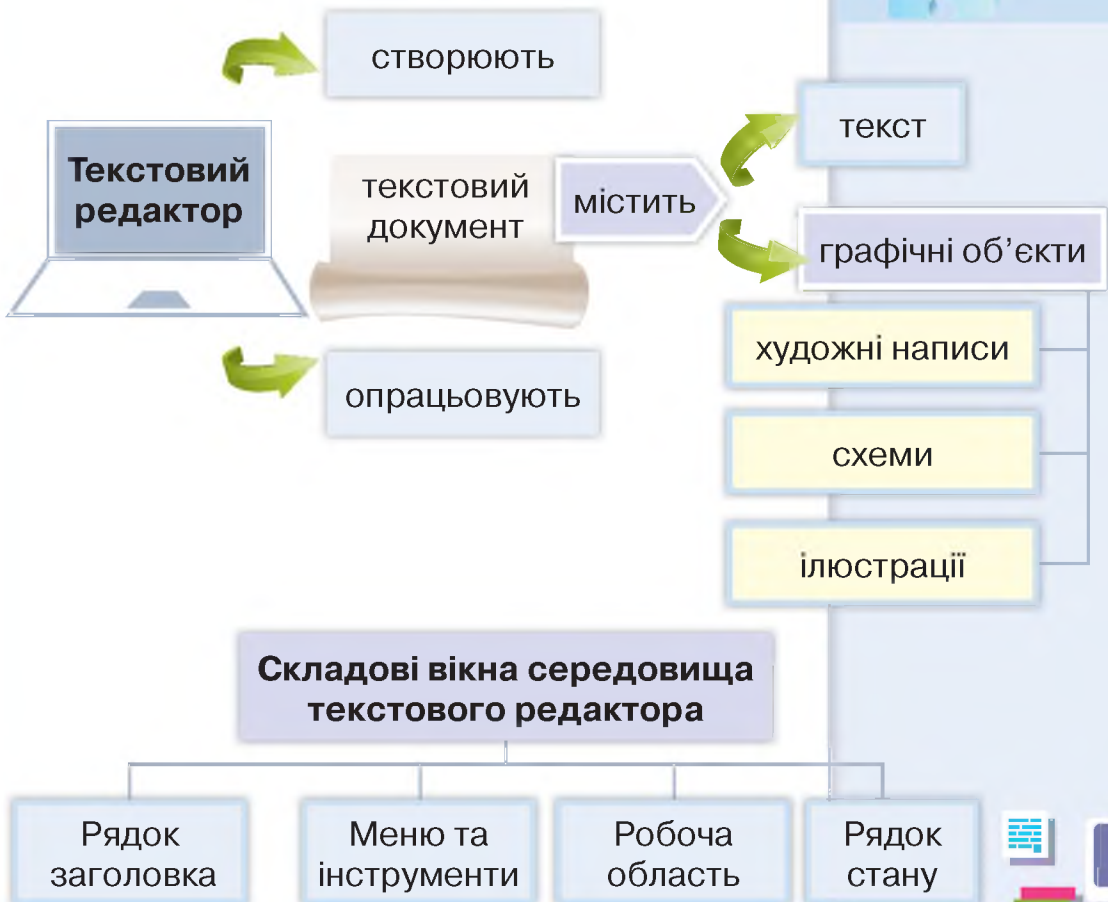 створюють
Текстовий
редактор
текстовий
документ
містить
текст
графічні об’єкти
художні написи
схеми
ілюстрації
опрацьовують
Складові вікна середовища
текстового редактора
Рядок
заголовка
Меню та
інструменти
Робоча
область
Рядок
стану